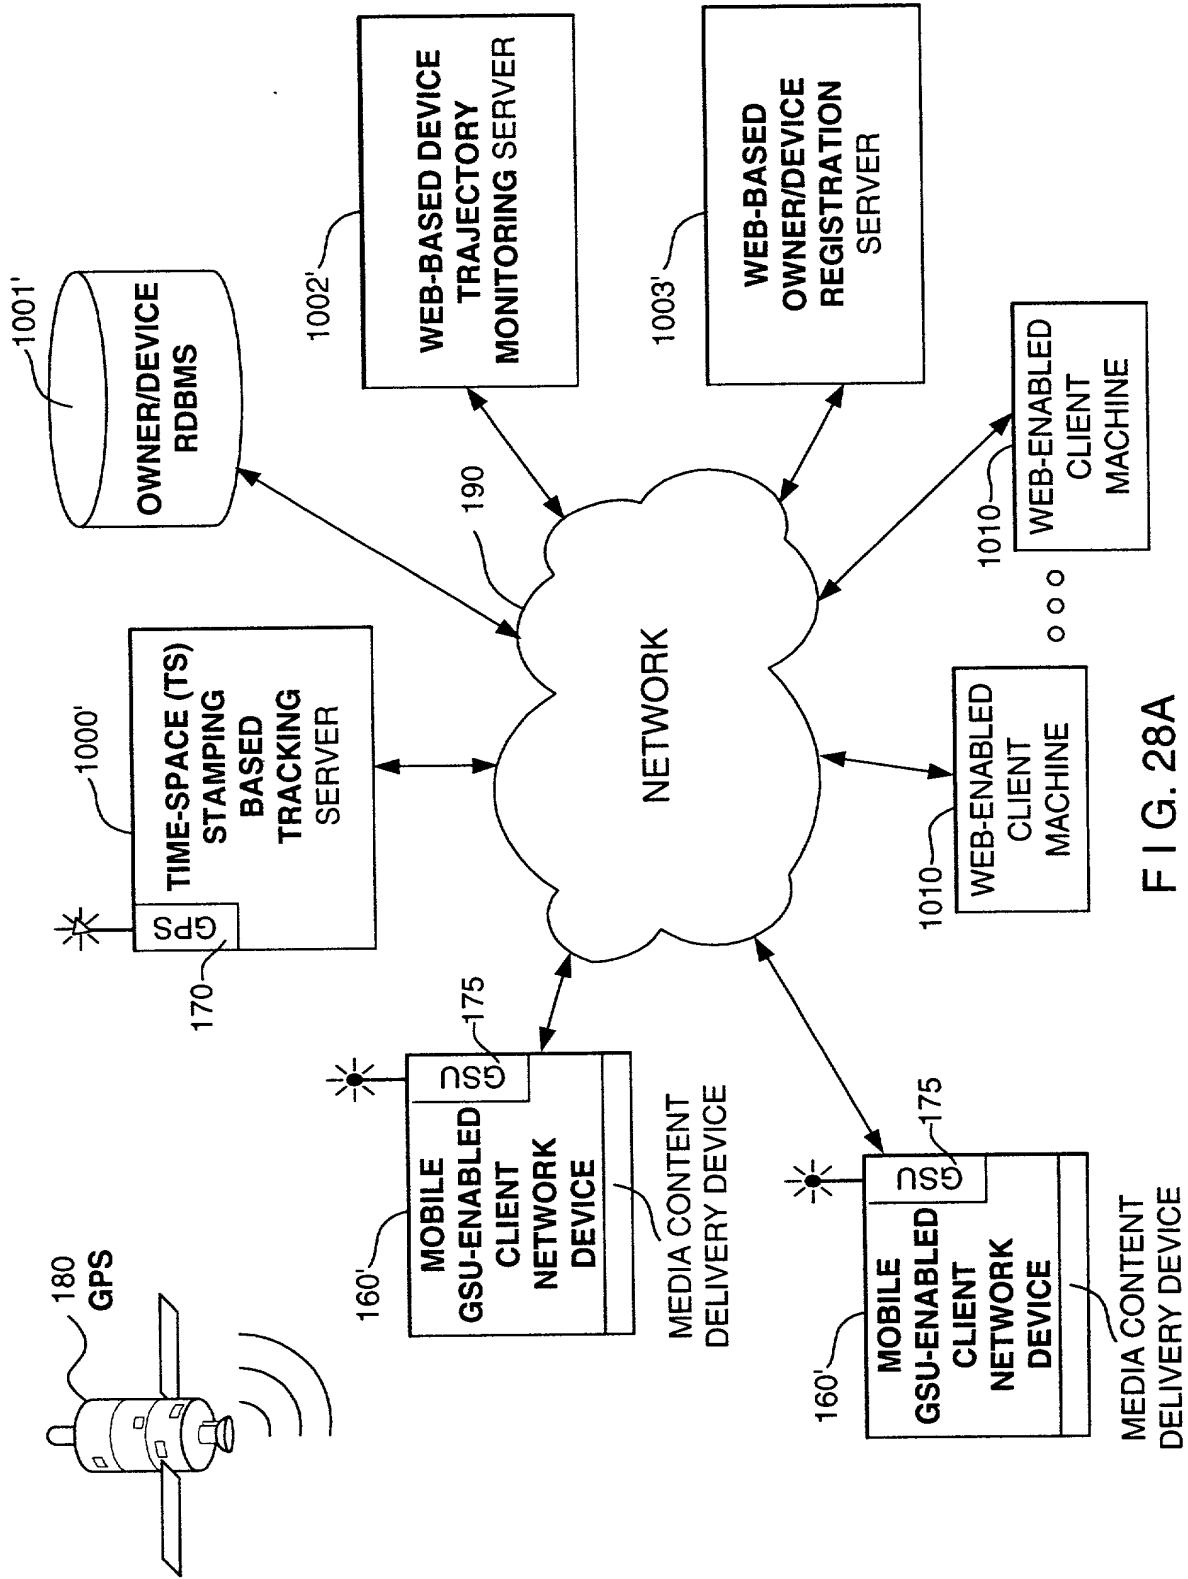 180
GPS
1000'
TIME-SPACE (TS)
STAMPING
BASED
TRACKING
SERVER
GPS
170
1001'
OWNER/DEVICE
RDBMS
190
1002'
WEB-BASED DEVICE
TRAJECTORY
MONITORING SERVER
160'
MOBILE
GSU-ENABLED
CLIENT
NETWORK
DEVICE
GSU
175
MEDIA CONTENT
DELIVERY DEVICE
NETWORK
1003'
WEB-BASED
OWNER/DEVICE
REGISTRATION
SERVER
160'
MOBILE
GSU-ENABLED
CLIENT
NETWORK
DEVICE
GSU
175
MEDIA CONTENT
DELIVERY DEVICE
1010
WEB-ENABLED
CLIENT
MACHINE
1010
WEB-ENABLED
CLIENT
MACHINE
FIG. 28A